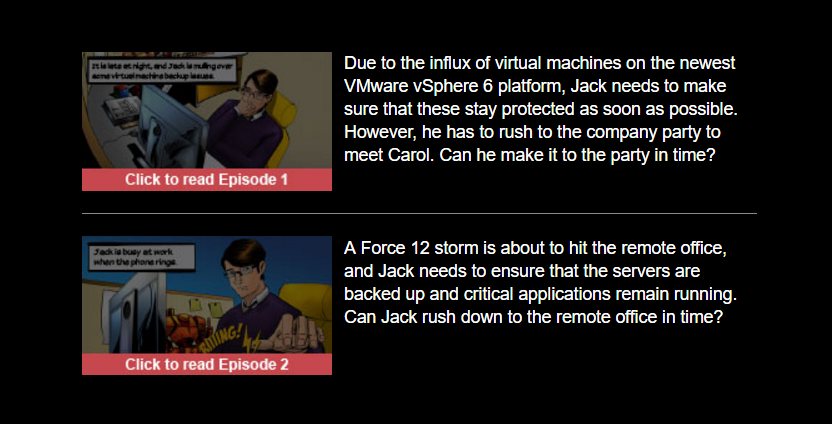 It is late at night, and Jack is mulling over
some virtual machine backup issues.
Click to read Episode 1
Due to the influx of virtual machines on the newest
VMware vSphere 6 platform, Jack needs to make
sure that these stay protected as soon as possible.
However, he has to rush to the company party to
meet Carol. Can he make it to the party in time?
Jack is busy at work
when the phone rings.
RIIING!
Click to read Episode 2
A Force 12 storm is about to hit the remote office,
and Jack needs to ensure that the servers are
backed up and critical applications remain running.
Can Jack rush down to the remote office in time?